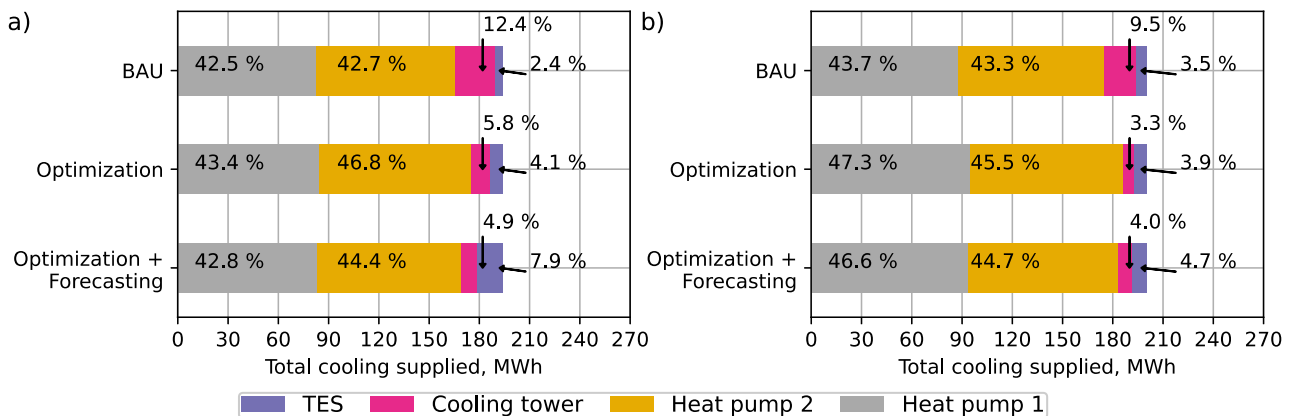 a)
12.4 %
BAU
42.5 %
42.7 %
2.4 %
5.8 %
Optimization
43.4 %
46.8 %
4.1 %
4.9 %
Optimization +
Forecasting
42.8 %
44.4 %
7.9 %
0 30 60 90 120 150 180 210 240 270
Total cooling supplied, MWh
b)
9.5 %
BAU
43.7 %
43.3 %
3.5 %
3.3 %
Optimization
47.3 %
45.5 %
3.9 %
4.0 %
Optimization +
Forecasting
46.6 %
44.7 %
4.7 %
0 30 60 90 120 150 180 210 240 270
Total cooling supplied, MWh
TES Cooling tower Heat pump 2 Heat pump 1